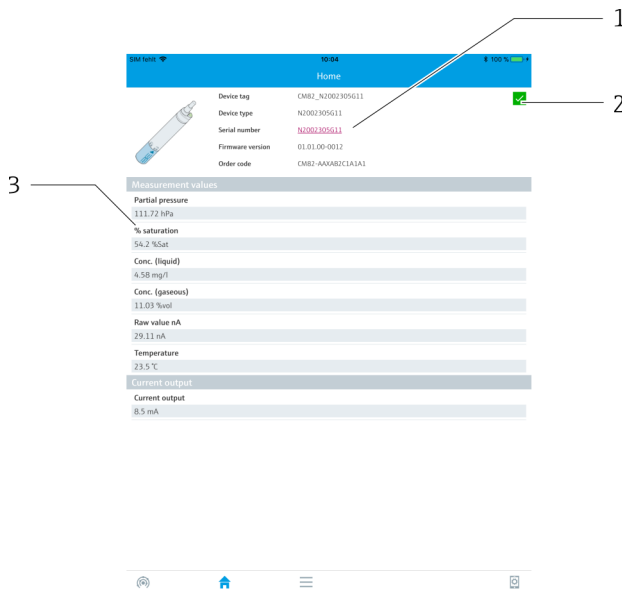 1
SIM fehlt 10:04 100 %
Home
Device tag CM82_N2002305G11
Device type N2002305G11
2
Serial number N2002305G11
Firmware version 01.01.00-0012
Order code CM82-AAXAB2C1A1A1
3
Measurement values
Partial pressure
111.72 hPa
% saturation
54.2 %Sat
Conc. (liquid)
4.58 mg/l
Conc. (gaseous)
11.03 %vol
Raw value nA
29.11 nA
Temperature
23.5 °C
Current output
Current output
8.5 mA